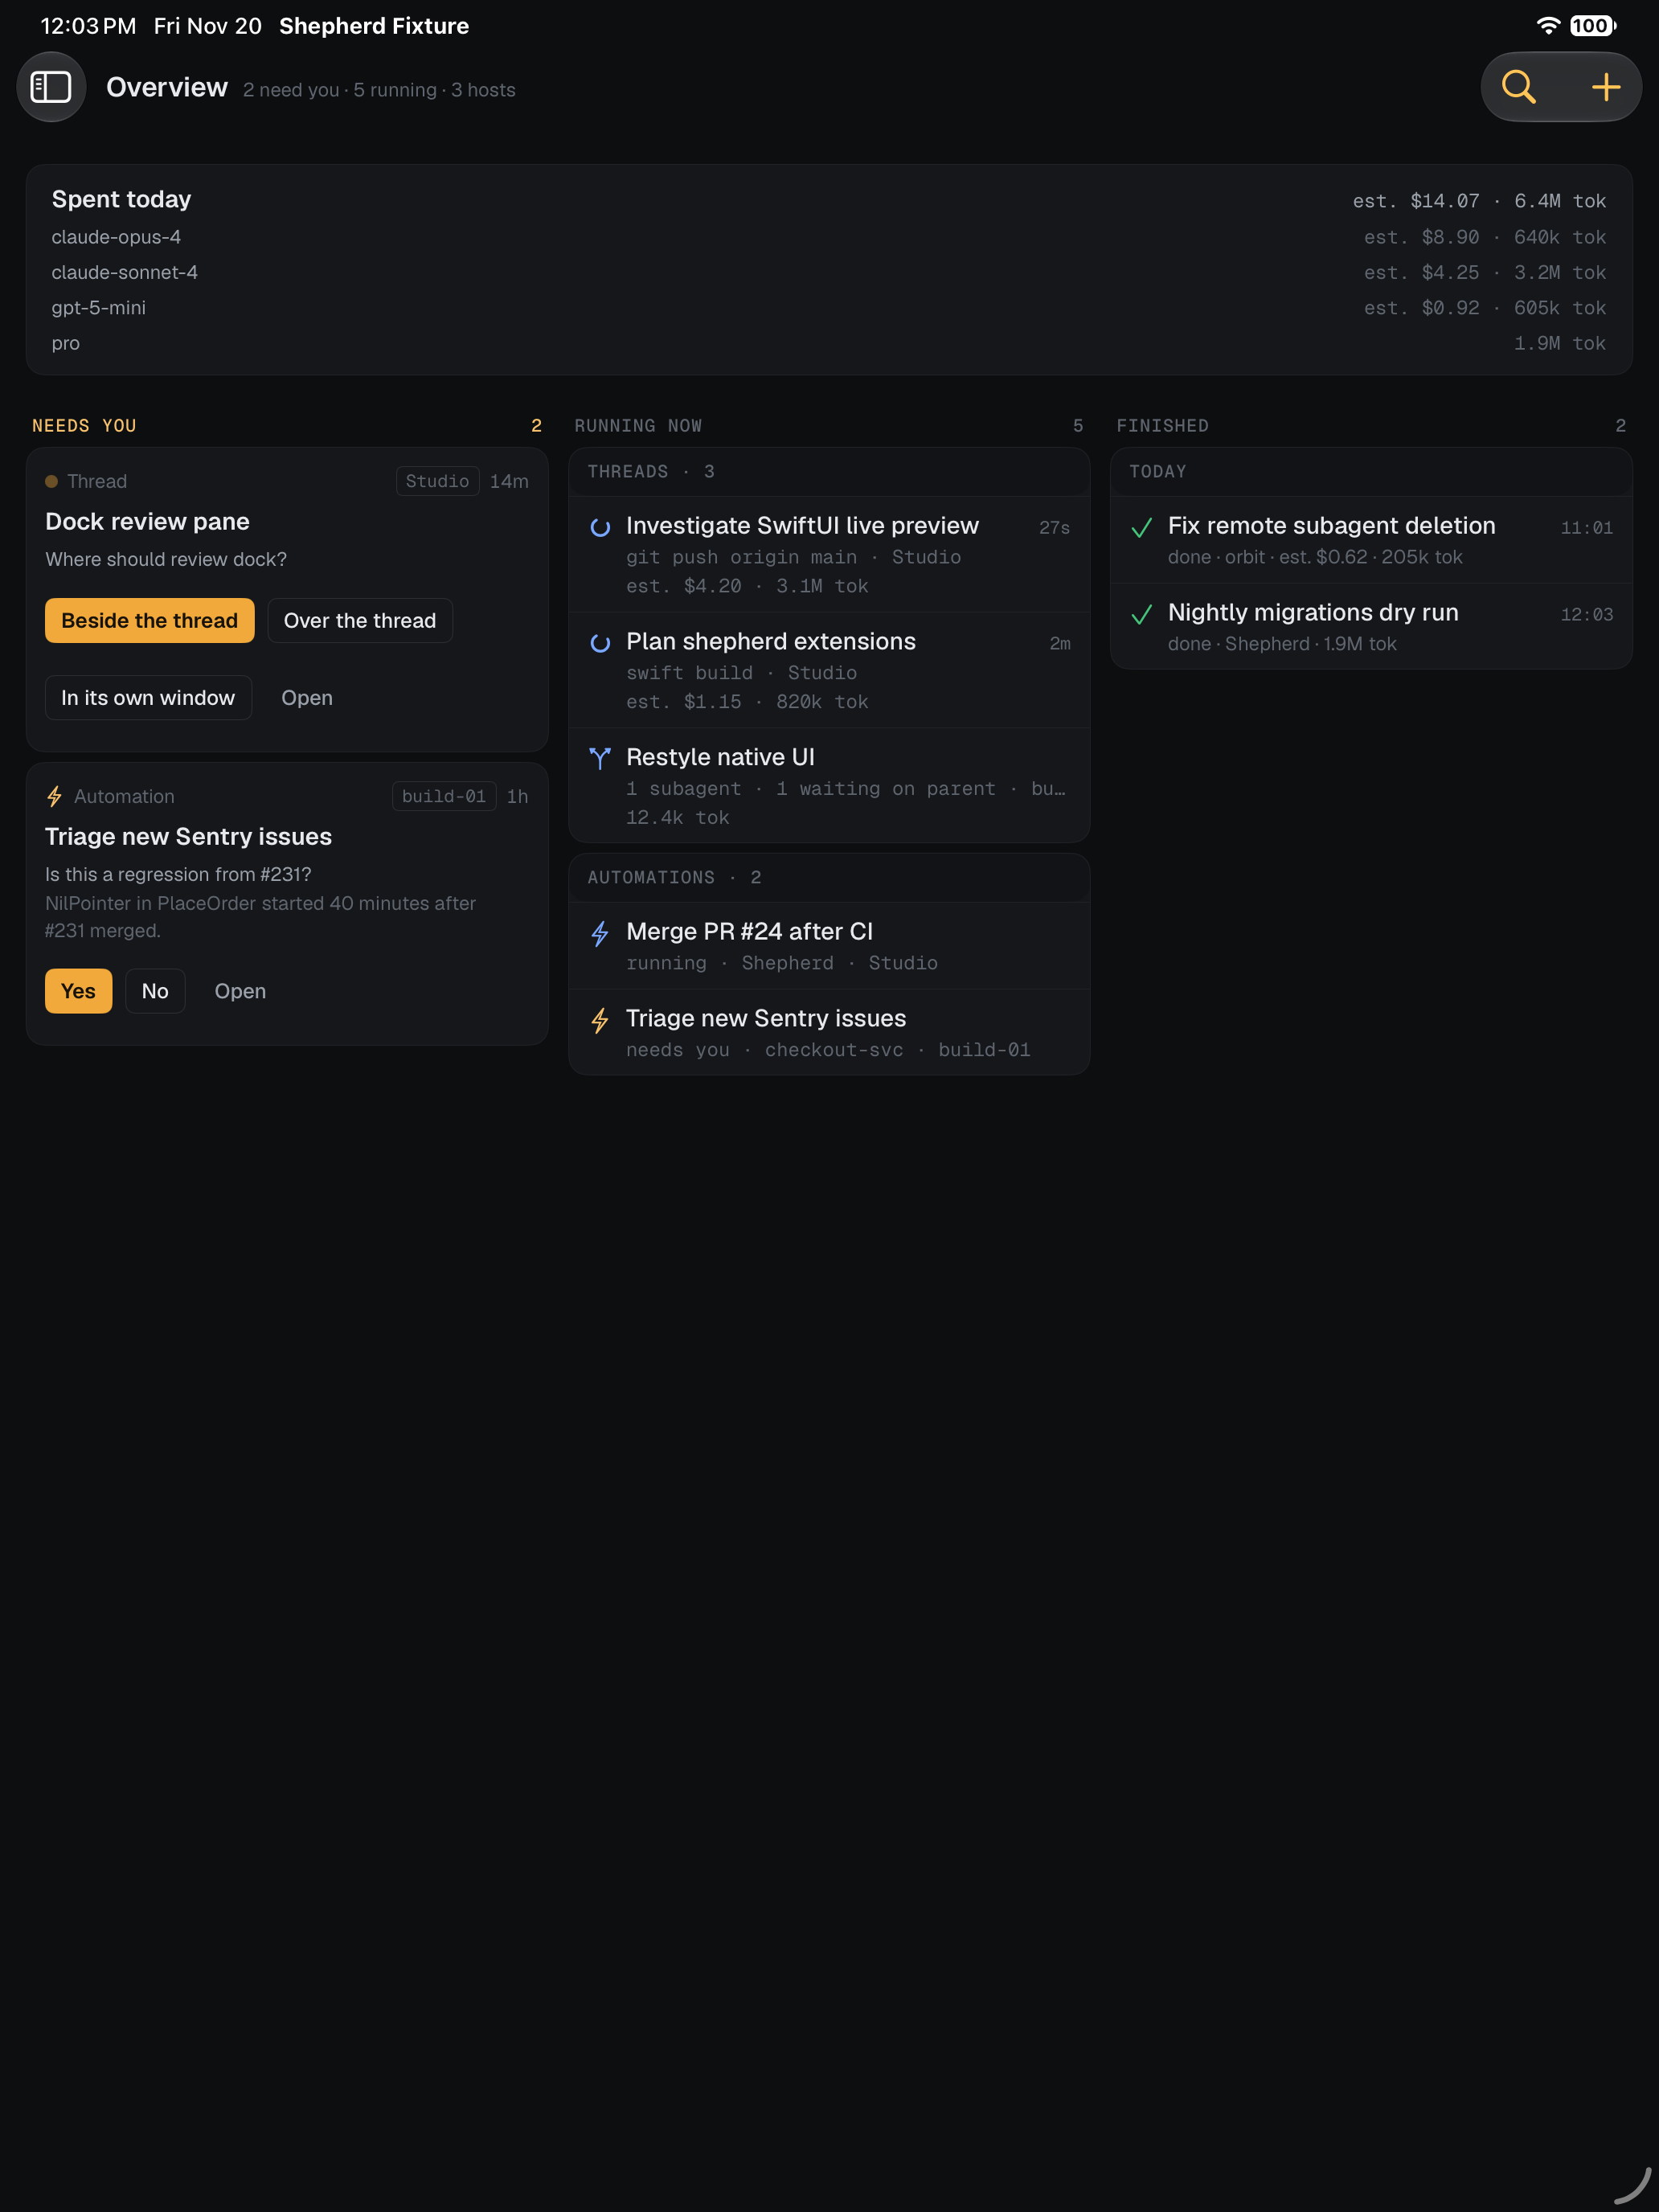 12:03 PM Fri Nov 20 Shepherd Fixture
100
Overview 2 need you · 5 running · 3 hosts
Spent today est. $14.07 · 6.4M tok
claude-opus-4 est. $8.90 · 640k tok
claude-sonnet-4 est. $4.25 · 3.2M tok
gpt-5-mini est. $0.92 · 605k tok
pro 1.9M tok
NEEDS YOU 2
Thread Studio 14m
Dock review pane
Where should review dock?
Beside the thread Over the thread
In its own window Open
Automation build-01 1h
Triage new Sentry issues
Is this a regression from #231?
NilPointer in PlaceOrder started 40 minutes after
#231 merged.
Yes No Open
RUNNING NOW 5
THREADS · 3
Investigate SwiftUI live preview 27s
git push origin main · Studio
est. $4.20 · 3.1M tok
Plan shepherd extensions 2m
swift build · Studio
est. $1.15 · 820k tok
Restyle native UI
1 subagent · 1 waiting on parent · bu…
12.4k tok
AUTOMATIONS · 2
Merge PR #24 after CI
running · Shepherd · Studio
Triage new Sentry issues
needs you · checkout-svc · build-01
FINISHED 2
TODAY
Fix remote subagent deletion 11:01
done · orbit · est. $0.62 · 205k tok
Nightly migrations dry run 12:03
done · Shepherd · 1.9M tok